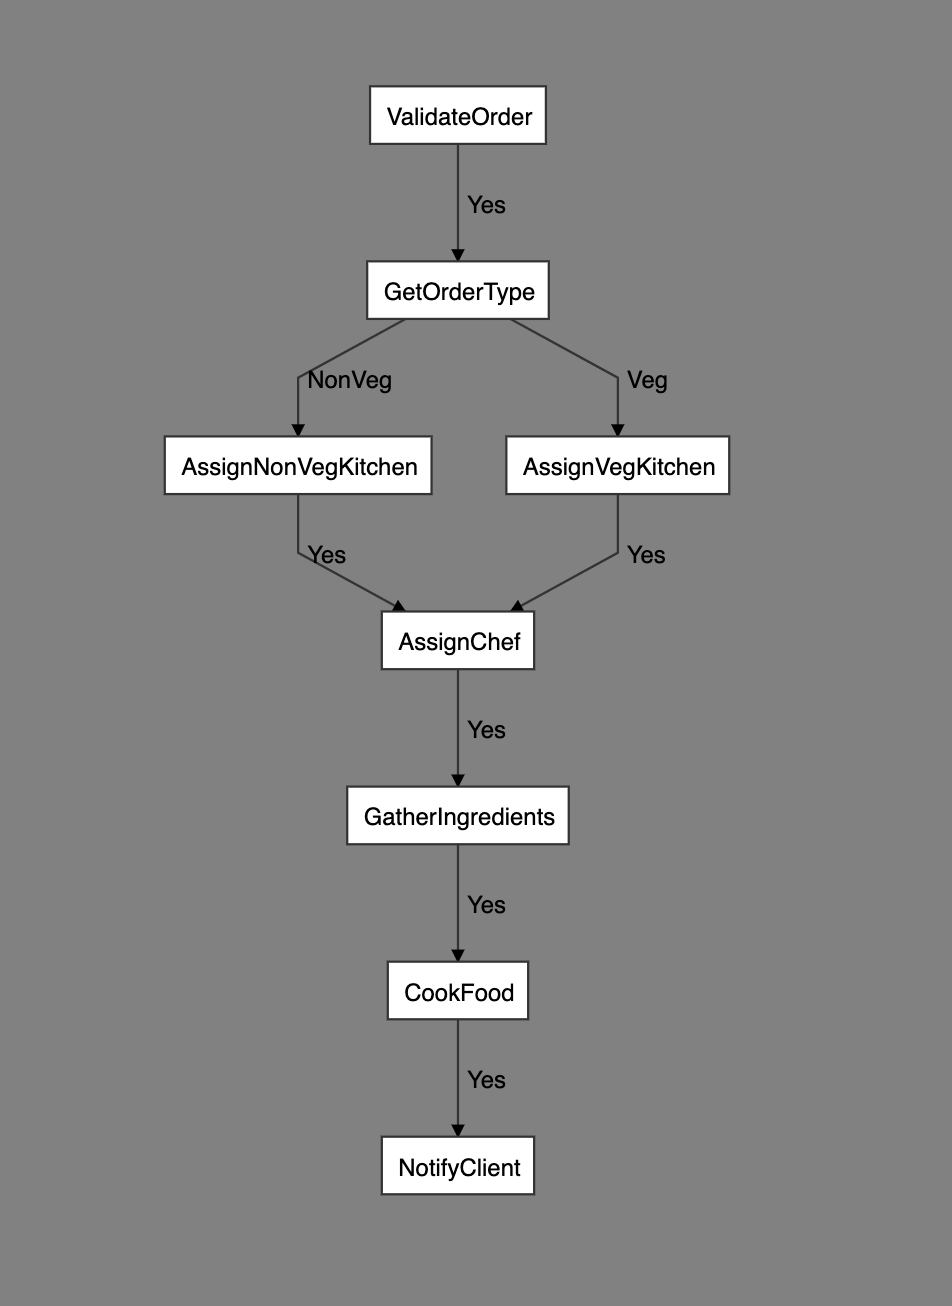 ValidateOrder
Yes
GetOrderType
NonVeg
Veg
AssignNonVegKitchen
AssignVegKitchen
Yes
Yes
AssignChef
Yes
GatherIngredients
Yes
CookFood
Yes
NotifyClient